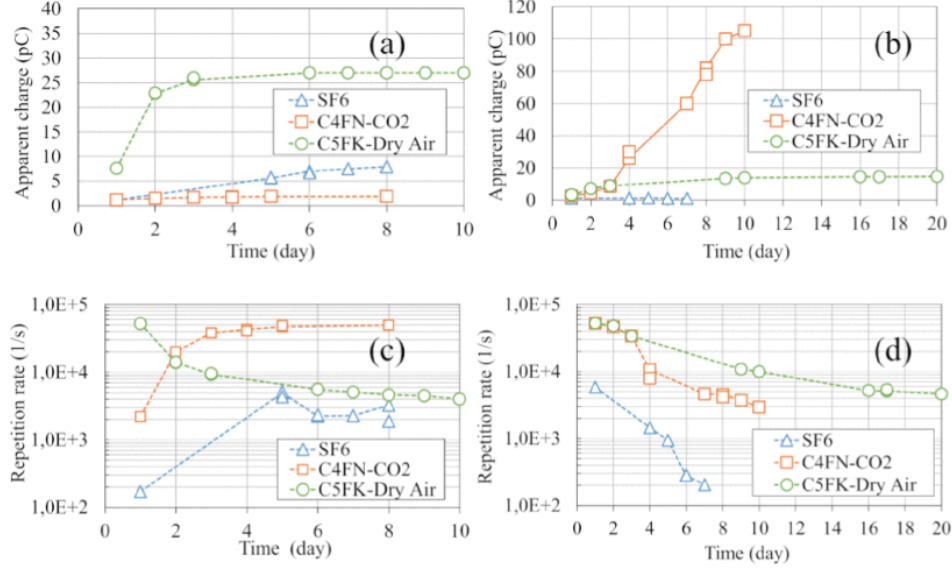 (a)
Apparent charge (pC)
40
35
30
25
20
15
10
5
0
SF6
C4FN-CO2
C5FK-Dry Air
0 2 4 6 8 10
Time (day)
(b)
Apparent charge (pC)
120
100
80
60
40
20
0
SF6
C4FN-CO2
C5FK-Dry Air
0 2 4 6 8 10 12 14 16 18 20
Time (day)
(c)
Repetition rate (1/s)
1,0E+5
1,0E+4
1,0E+3
1,0E+2
SF6
C4FN-CO2
C5FK-Dry Air
0 2 4 6 8 10
Time (day)
(d)
Repetition rate (1/s)
1,0E+5
1,0E+4
1,0E+3
1,0E+2
SF6
C4FN-CO2
C5FK-Dry Air
0 2 4 6 8 10 12 14 16 18 20
Time (day)